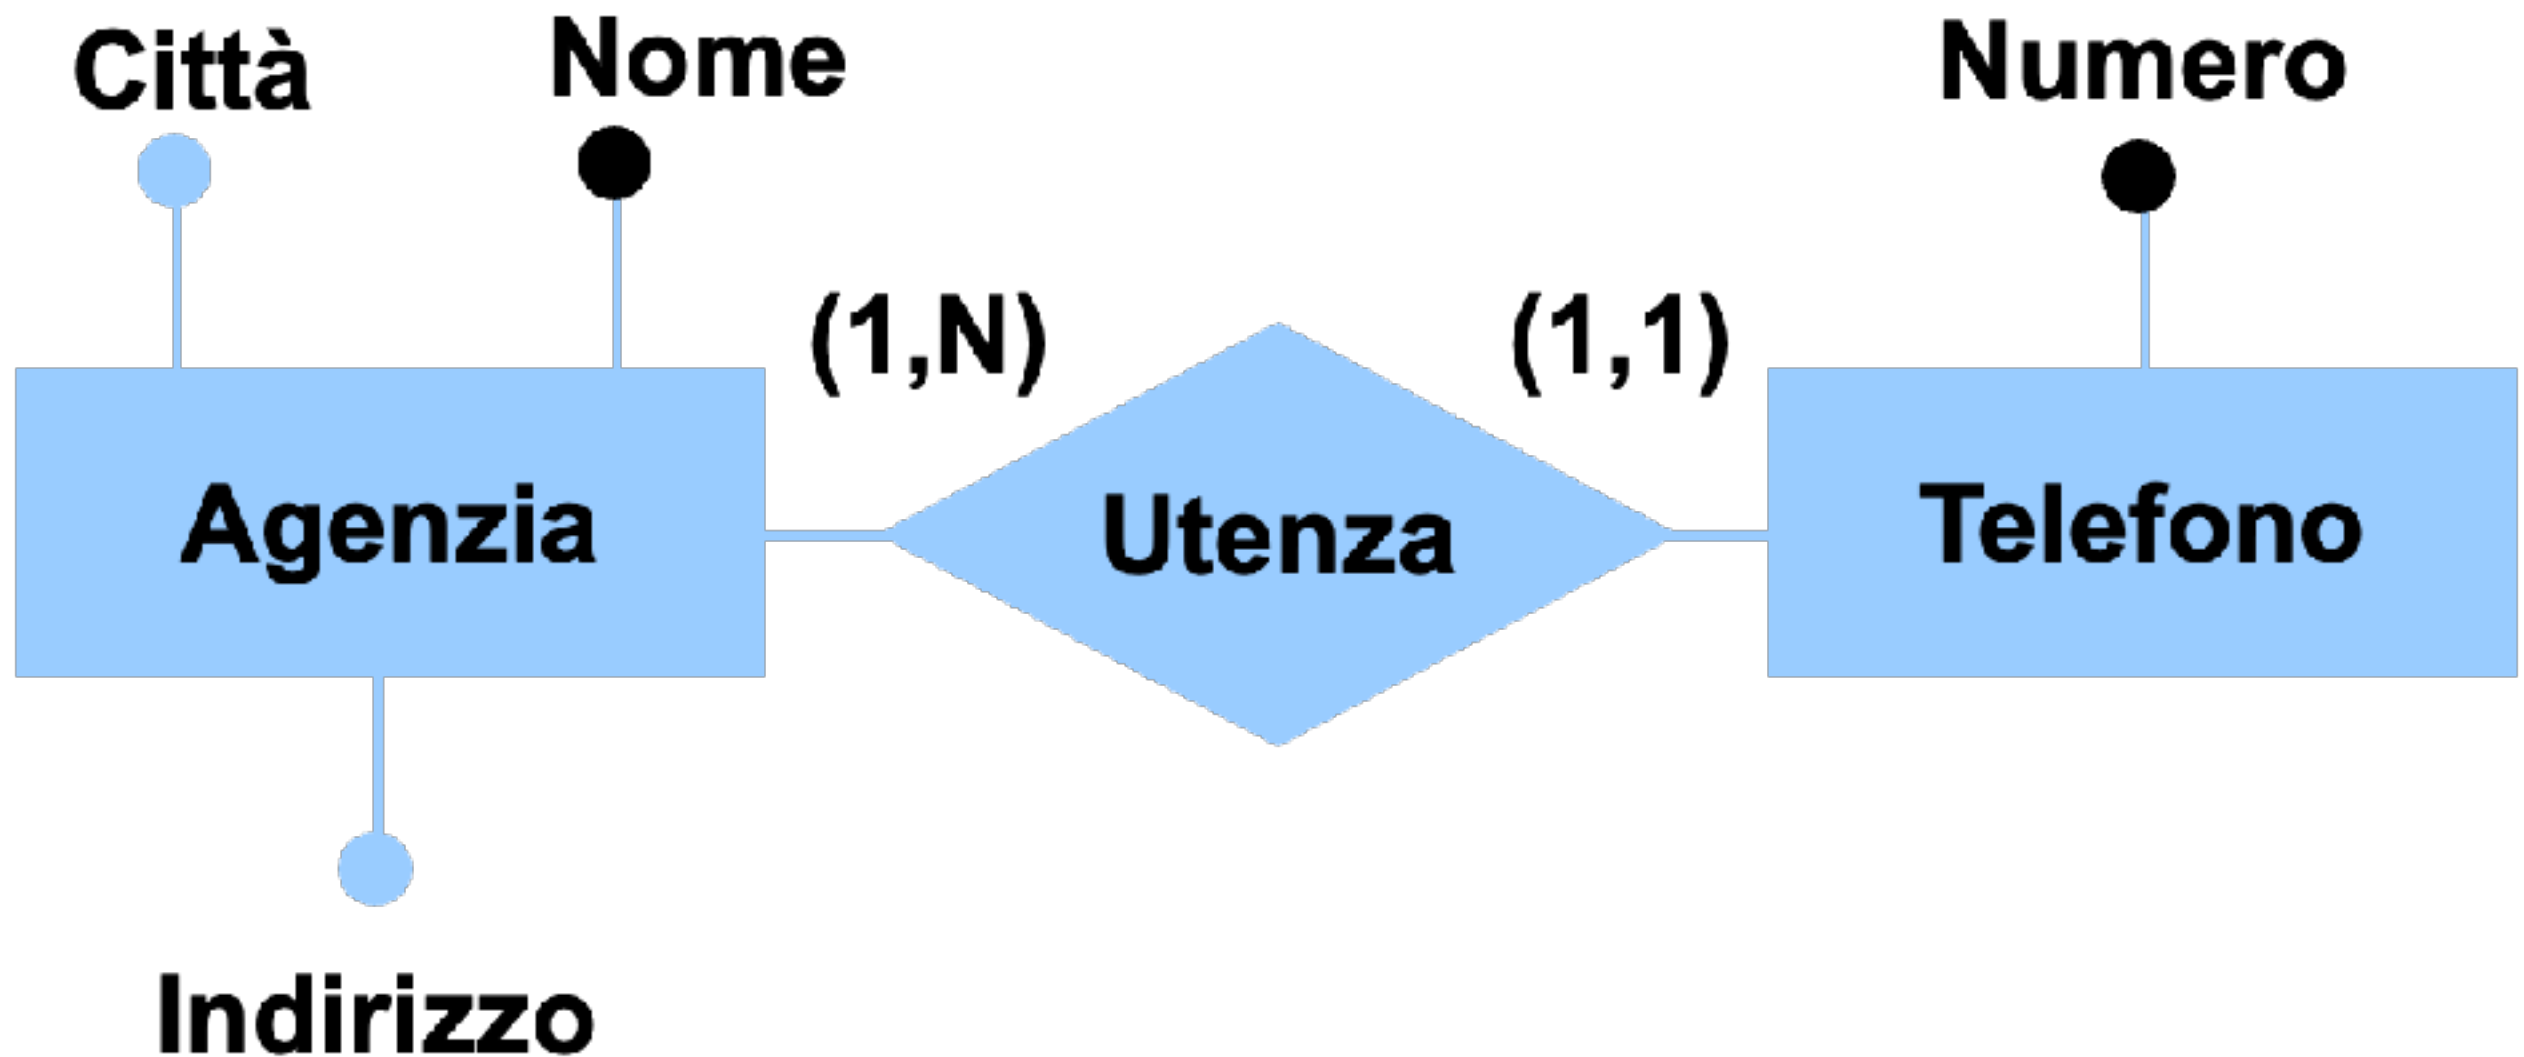 Città
Nome
Numero
(1,N)
(1,1)
Agenzia
Utenza
Telefono
Indirizzo